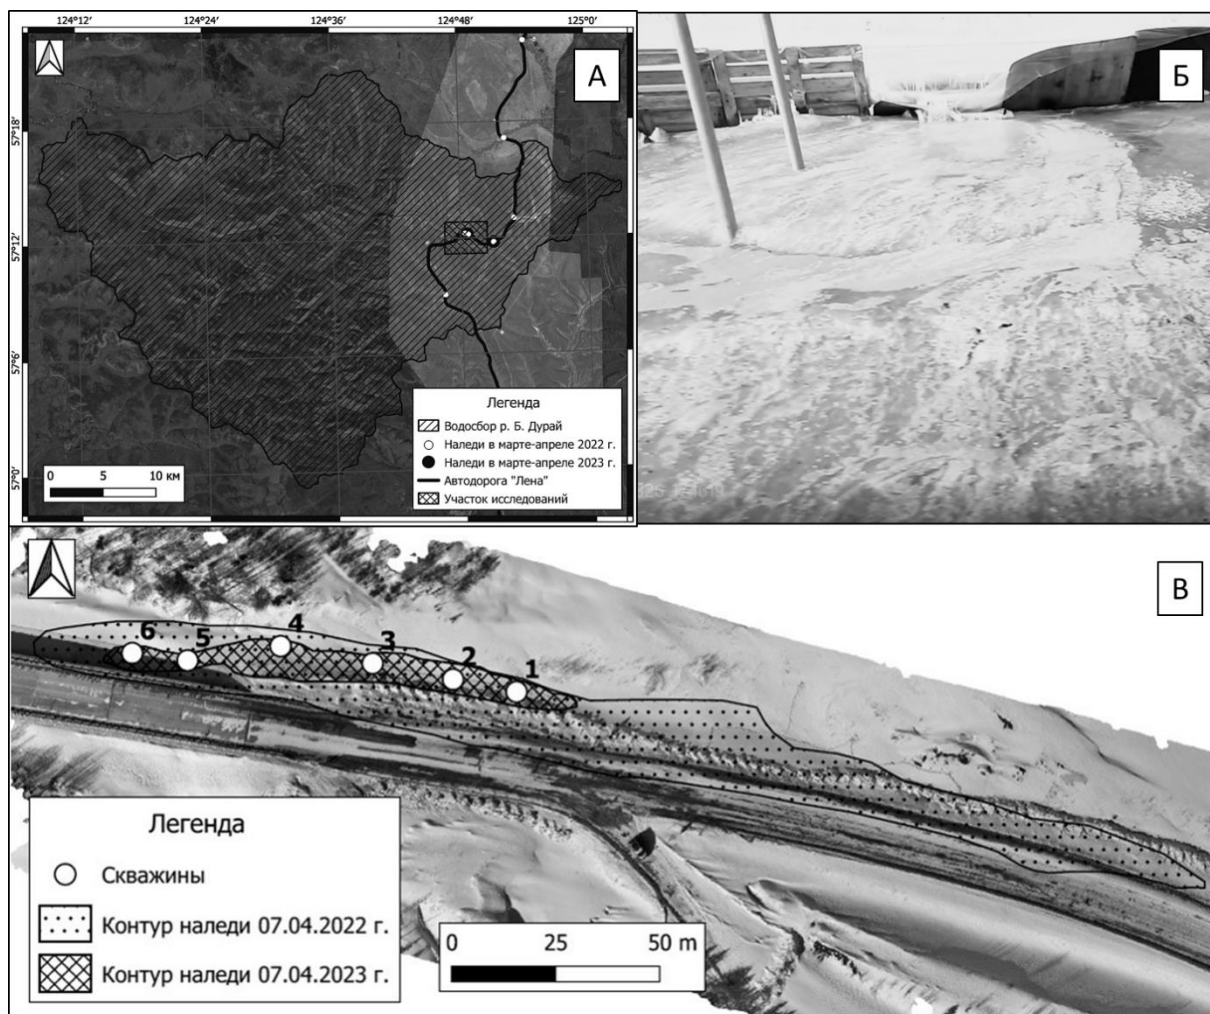 124°12' 124°24' 124°36' 124°48' 125°0'
А
57°18'
57°12'
57°6'
57°0'
Легенда
Водосбор р. Б. Дурай
Наледи в марте-апреле 2022 г.
Наледи в марте-апреле 2023 г.
Автодорога "Лена"
Участок исследований
0 5 10 км
Б
В
6 5 4 3 2 1
Легенда
Скважины
Контур наледи 07.04.2022 г.
Контур наледи 07.04.2023 г.
0 25 50 m